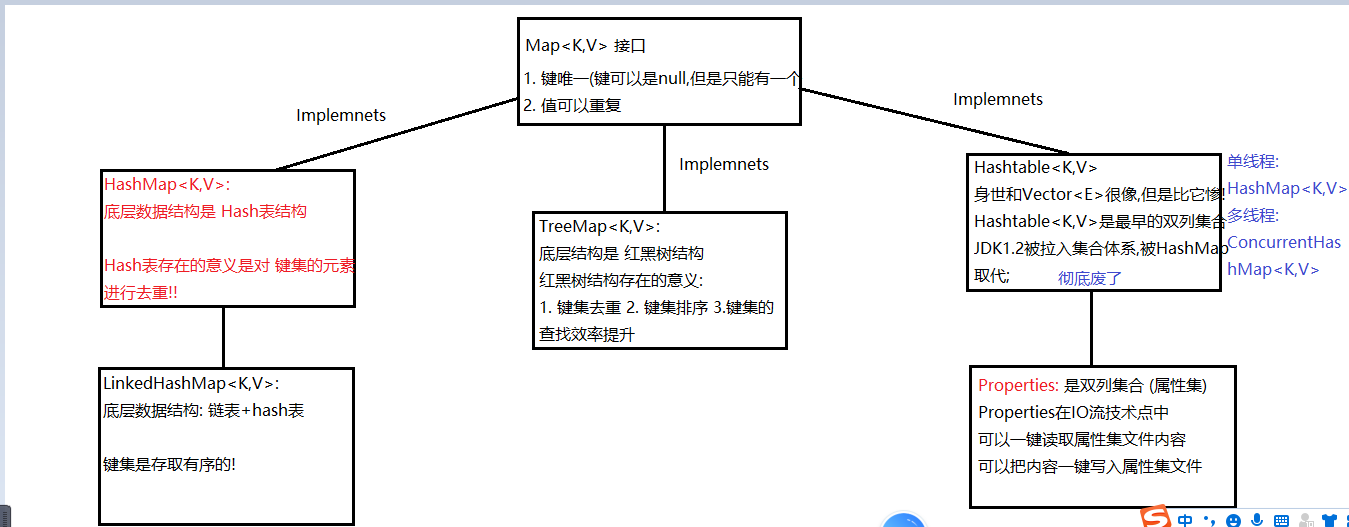 Map<K,V> 接口
1. 键唯一(键可以是null,但是只能有一个
2. 值可以重复
Implemnets
Implemnets
Implemnets
HashMap<K,V>:
底层数据结构是 Hash表结构
Hash表存在的意义是对 键集的元素
进行去重!!
TreeMap<K,V>:
底层结构是 红黑树结构
红黑树结构存在的意义:
1. 键集去重 2. 键集排序 3.键集的
查找效率提升
Hashtable<K,V>
身世和Vector<E>很像,但是比它惨!
Hashtable<K,V>是最早的双列集合
JDK1.2被拉入集合体系,被HashMap
取代;
彻底废了
单线程:
HashMap<K,V>
多线程:
ConcurrentHas
hMap<K,V>
LinkedHashMap<K,V>:
底层数据结构: 链表+hash表
键集是存取有序的!
Properties: 是双列集合 (属性集)
Properties在IO流技术点中
可以一键读取属性集文件内容
可以把内容一键写入属性集文件
中